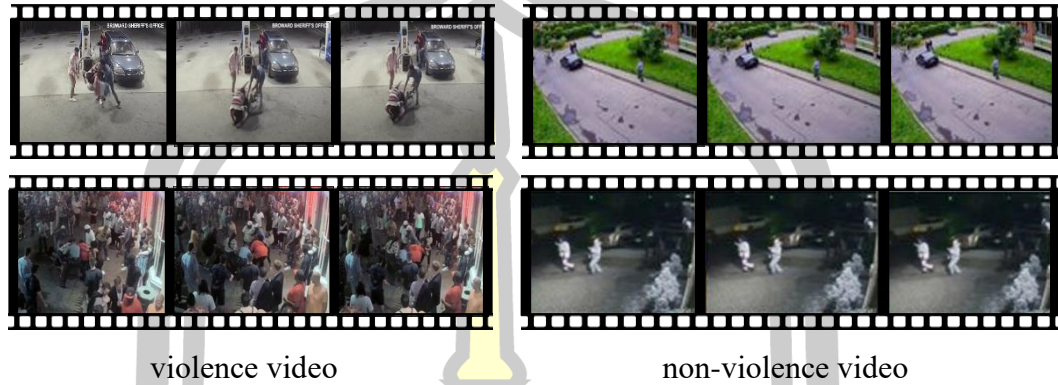 BROWARD SHERIFF'S OFFICE
BROWARD SHERIFF'S OFFICE
BROWARD SHERIFF'S OFFICE
violence video
non-violence video